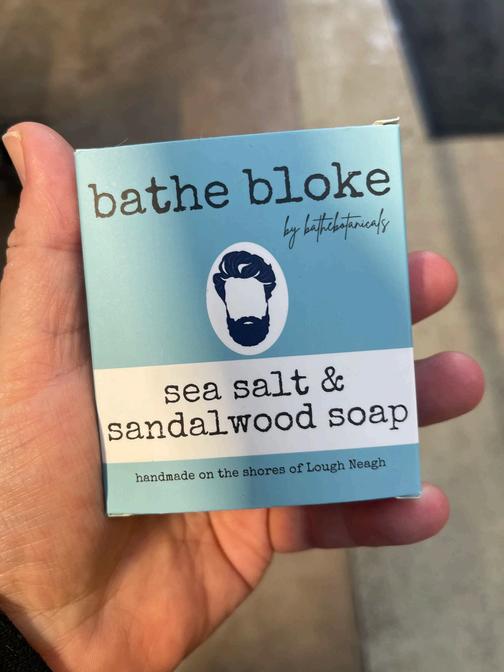 bathe bloke
by bathebotanicals
sea salt &
sandalwood soap
handmade on the shores of Lough Neagh